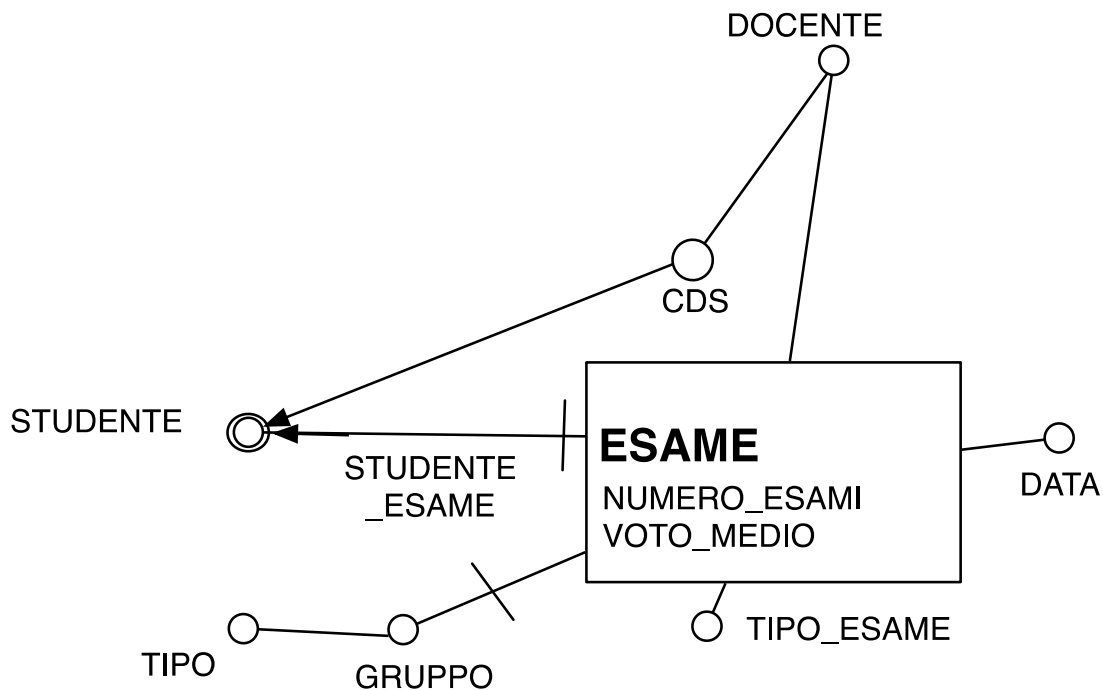 DOCENTE
CDS
STUDENTE
STUDENTE
_ESAME
ESAME
NUMERO_ESAMI
VOTO_MEDIO
DATA
TIPO
GRUPPO
TIPO_ESAME